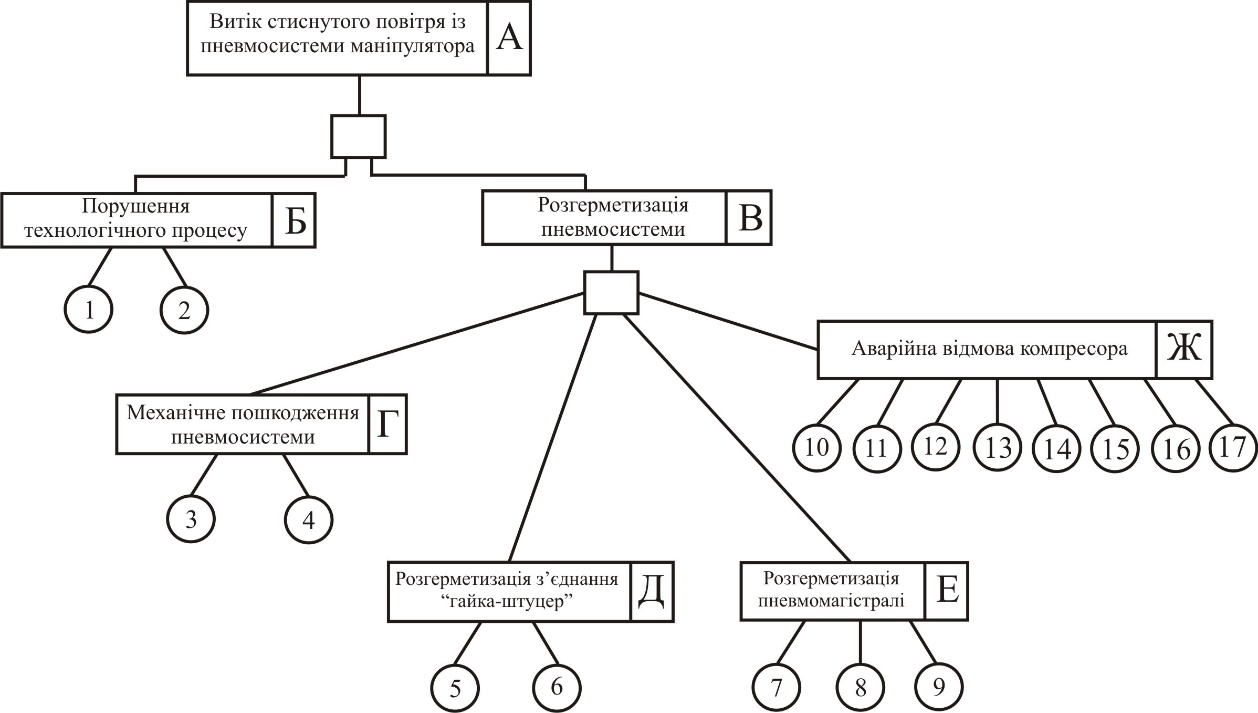 Витік стиснутого повітря із
пневмосистеми маніпулятора
А
Порушення
технологічного процесу
Б
Розгерметизація
пневмосистеми
В
1
2
Аварійна відмова компресора
Ж
Механічне пошкодження
пневмосистеми
Г
10
11
12
13
14
15
16
17
3
4
Розгерметизація з’єднання
“гайка-штуцер”
Д
Розгерметизація
пневмомагістралі
Е
5
6
7
8
9